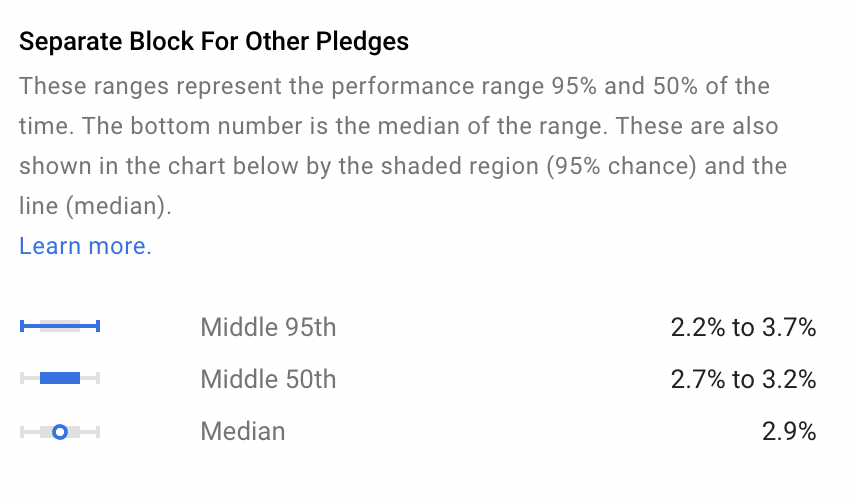 Separate Block For Other Pledges
These ranges represent the performance range 95% and 50% of the
time. The bottom number is the median of the range. These are also
shown in the chart below by the shaded region (95% chance) and the
line (median).
Learn more.
Middle 95th 2.2% to 3.7%
Middle 50th 2.7% to 3.2%
Median 2.9%